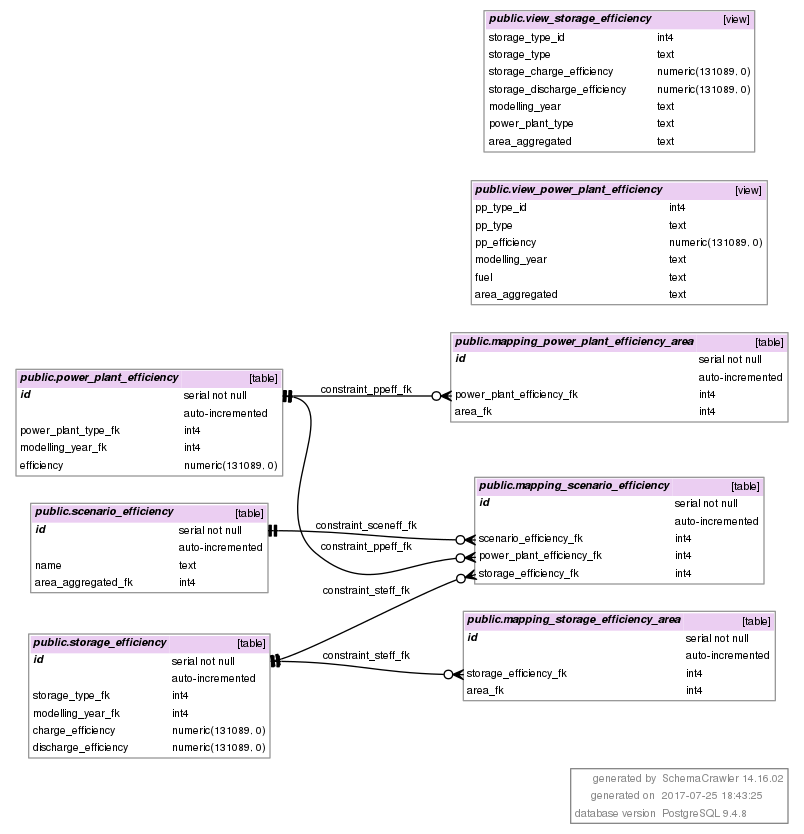 public.view_storage_efficiency [view]
storage_type_id int4
storage_type text
storage_charge_efficiency numeric(131089, 0)
storage_discharge_efficiency numeric(131089, 0)
modelling_year text
power_plant_type text
area_aggregated text
public.view_power_plant_efficiency [view]
pp_type_id int4
pp_type text
pp_efficiency numeric(131089, 0)
modelling_year text
fuel text
area_aggregated text
public.mapping_power_plant_efficiency_area [table]
id serial not null
auto-incremented
power_plant_efficiency_fk int4
area_fk int4
public.power_plant_efficiency [table]
id serial not null
auto-incremented
power_plant_type_fk int4
modelling_year_fk int4
efficiency numeric(131089, 0)
constraint_ppeff_fk
public.mapping_scenario_efficiency [table]
id serial not null
auto-incremented
scenario_efficiency_fk int4
power_plant_efficiency_fk int4
storage_efficiency_fk int4
public.scenario_efficiency [table]
id serial not null
auto-incremented
name text
area_aggregated_fk int4
constraint_sceneff_fk
constraint_ppeff_fk
constraint_steff_fk
public.mapping_storage_efficiency_area [table]
id serial not null
auto-incremented
storage_efficiency_fk int4
area_fk int4
public.storage_efficiency [table]
id serial not null
auto-incremented
storage_type_fk int4
modelling_year_fk int4
charge_efficiency numeric(131089, 0)
discharge_efficiency numeric(131089, 0)
constraint_steff_fk
generated by SchemaCrawler 14.16.02
generated on 2017-07-25 18:43:25
database version PostgreSQL 9.4.8